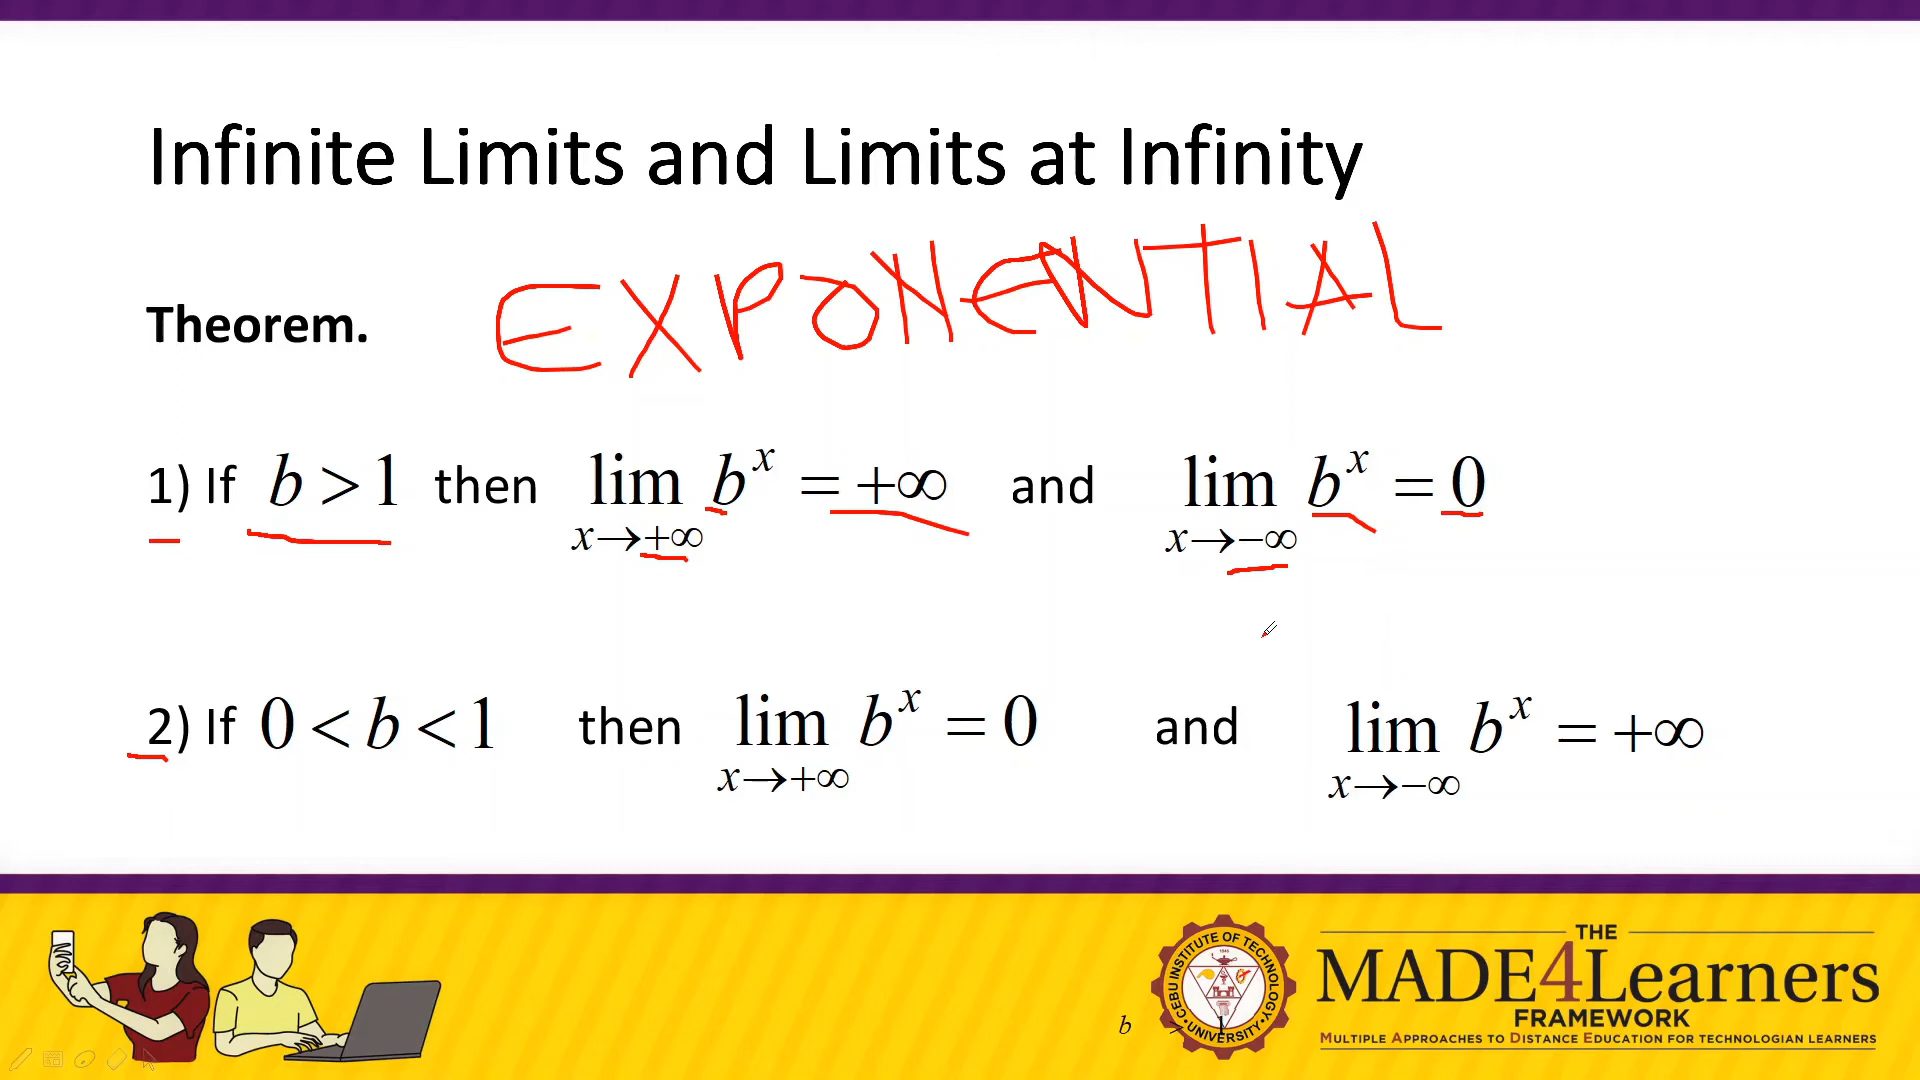 Infinite Limits and Limits at Infinity
EXPONENTIAL
Theorem.
1) If b > 1 then lim x→+∞ b^x = +∞ and lim x→−∞ b^x = 0
2) If 0 < b < 1 then lim x→+∞ b^x = 0 and lim x→−∞ b^x = +∞
b > 1
CEBU INSTITUTE OF TECHNOLOGY
• UNIVERSITY •
1946
THE
MADE4Learners
FRAMEWORK
MULTIPLE APPROACHES TO DISTANCE EDUCATION FOR TECHNOLOGIAN LEARNERS